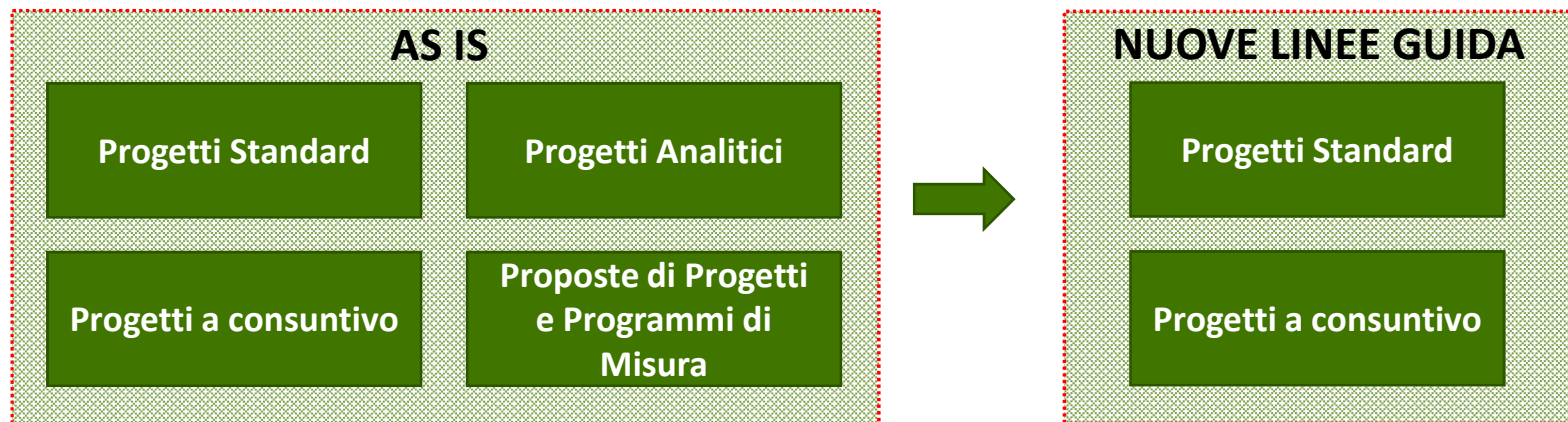 AS IS
Progetti Standard
Progetti Analitici
Progetti a consuntivo
Proposte di Progetti
e Programmi di
Misura
NUOVE LINEE GUIDA
Progetti Standard
Progetti a consuntivo